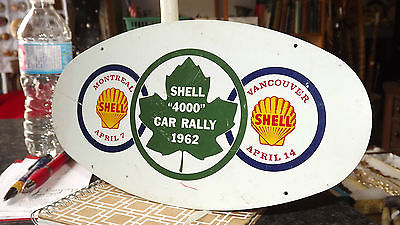 MONTREAL
SHELL
APRIL 7
SHELL
"4000"
CAR RALLY
1962
VANCOUVER
SHELL
APRIL 14